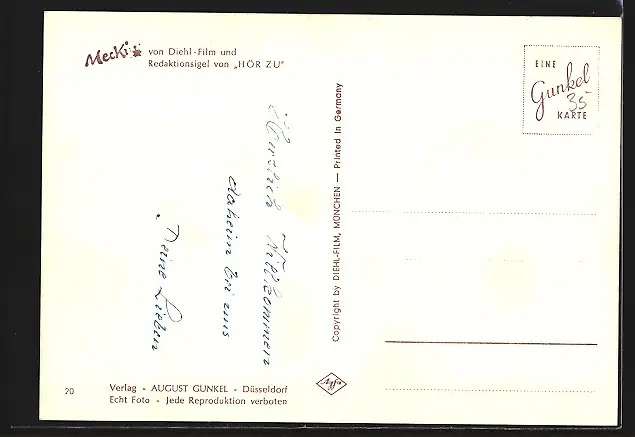 Mecki
von Diehl-Film und
Redaktionsigel von „HÖR ZU"
EINE
Gunkel
35
KARTE
Herzlich Willkommen
daheim bei uns
Deine Lieben
Copyright by DIEHL-FILM, MÜNCHEN — Printed in Germany
Agfa
20
Verlag - AUGUST GUNKEL - Düsseldorf
Echt Foto - Jede Reproduktion verboten